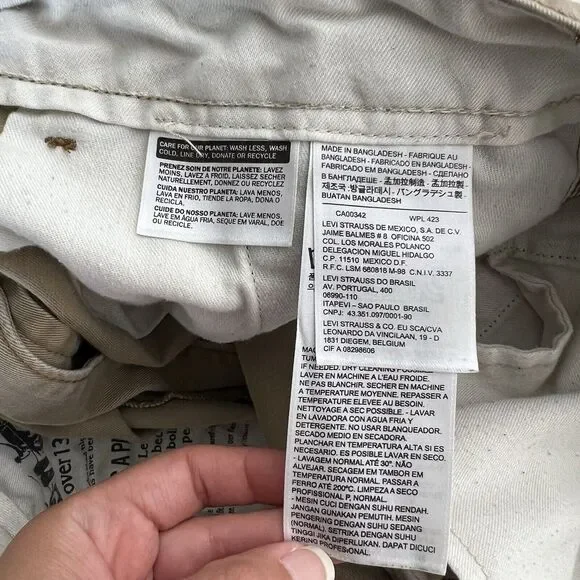 CARE FOR OUR PLANET: WASH LESS, WASH
COLD, LINE DRY, DONATE OR RECYCLE
PRENEZ SOIN DE NOTRE PLANETE: LAVEZ
MOINS, LAVEZ A FROID, LAISSEZ SECHER
NATURELLEMENT, DONNEZ OU RECYCLEZ
CUIDA NUESTRO PLANETA: LAVA MENOS,
LAVA EN FRIO, TIENDE LA ROPA, DONA O
RECICLA.
CUIDE DO NOSSO PLANETA: LAVE MENOS,
LAVE EM ÁGUA FRIA, SEQUE EM VARAL, DOE
OU RECICLE.
MADE IN BANGLADESH - FABRIQUE AU
BANGLADESH - FABRICADO EN BANGLADESH -
FABRICADO EM BANGLADESH - СДЕЛАНО
В БАНГЛАДЕШЕ - 孟加拉制造 - 孟加拉製 -
제조국: 방글라데시 - バングラデシュ製 -
BUATAN BANGLADESH
CA00342 WPL 423
LEVI STRAUSS DE MEXICO, S.A. DE C.V.
JAIME BALMES # 8 OFICINA 502
COL. LOS MORALES POLANCO
DELEGACION MIGUEL HIDALGO
C.P. 11510 MEXICO D.F.
R.F.C. LSM 660818 M-98 C.N.I.V. 3337
LEVI STRAUSS DO BRASIL
AV. PORTUGAL, 400
06990-110
ITAPEVI – SAO PAULO BRASIL
CNPJ: 43.351.097/0001-90
LEVI STRAUSS & CO. EU SCA/CVA
LEONARDO DA VINCILAAN, 19 - D
1831 DIEGEM, BELGIUM
CIF A 08298606
IF NEEDED. DRY CLEANING POSSIBLE
LAVER EN MACHINE A L'EAU FROIDE.
NE PAS BLANCHIR. SECHER EN MACHINE
A TEMPERATURE MOYENNE. REPASSER A
TEMPERATURE ELEVEE AU BESOIN.
NETTOYAGE A SEC POSSIBLE. - LAVAR
EN LAVADORA CON AGUA FRIA Y
DETERGENTE. NO USAR BLANQUEADOR.
SECADO MEDIO EN SECADORA.
PLANCHAR EN TEMPERATURA ALTA SI ES
NECESARIO. ES POSIBLE LAVAR EN SECO.
- LAVAGEM NORMAL ATÉ 30°. NÃO
ALVEJAR. SECAGEM EM TAMBOR EM
TEMPERATURA NORMAL. PASSAR A
FERRO ATÉ 200ºC. LIMPEZA A SECO
PROFISSIONAL P, NORMAL.
- MESIN CUCI DENGAN SUHU RENDAH.
JANGAN GUNAKAN PEMUTIH. MESIN
PENGERING DENGAN SUHU SEDANG
(NORMAL). SETRIKA DENGAN SUHU
TINGGI JIKA DIPERLUKAN. DAPAT DICUCI
KERING PROFESIONAL.
over 13